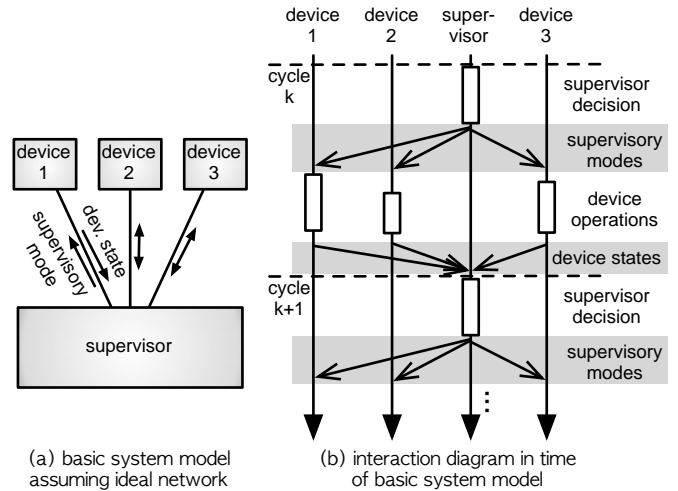 device
1
device
2
device
3
dev. state
supervisory
mode
supervisor
(a) basic system model
assuming ideal network
device
1
device
2
super-
visor
device
3
cycle
k
supervisor
decision
supervisory
modes
device
operations
device states
cycle
k+1
supervisor
decision
supervisory
modes
...
(b) interaction diagram in time
of basic system model